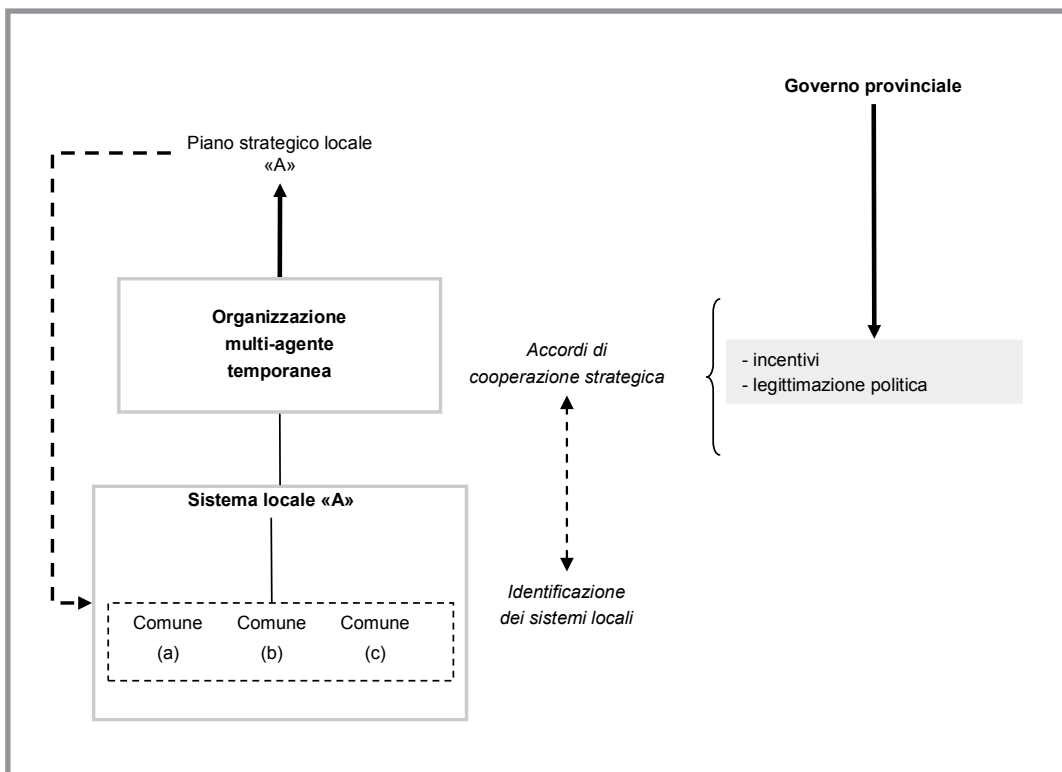 Governo provinciale
Piano strategico locale
«A»
Organizzazione
multi-agente
temporanea
Accordi di
cooperazione strategica
- incentivi
- legittimazione politica
Sistema locale «A»
Identificazione
dei sistemi locali
Comune Comune Comune
(a) (b) (c)